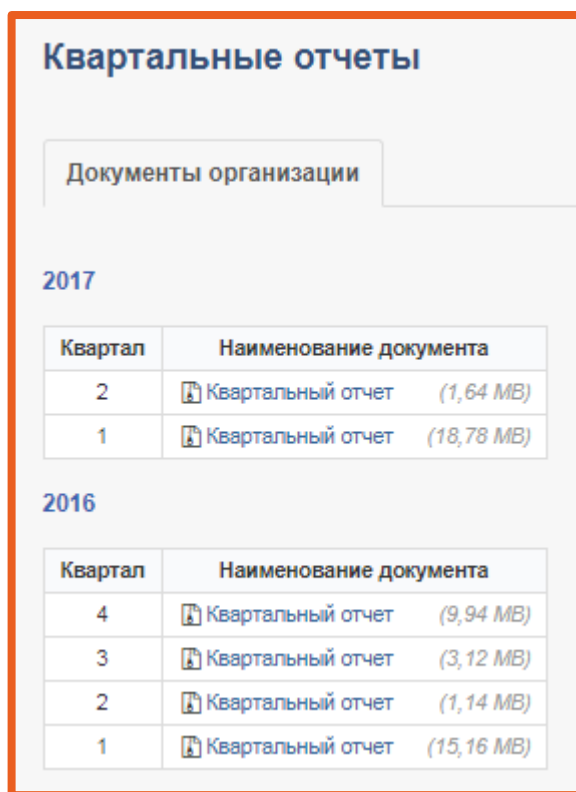 Квартальные отчеты
Документы организации
2017
Квартал Наименование документа
2 Квартальный отчет (1,64 MB)
1 Квартальный отчет (18,78 MB)
2016
Квартал Наименование документа
4 Квартальный отчет (9,94 MB)
3 Квартальный отчет (3,12 MB)
2 Квартальный отчет (1,14 MB)
1 Квартальный отчет (15,16 MB)